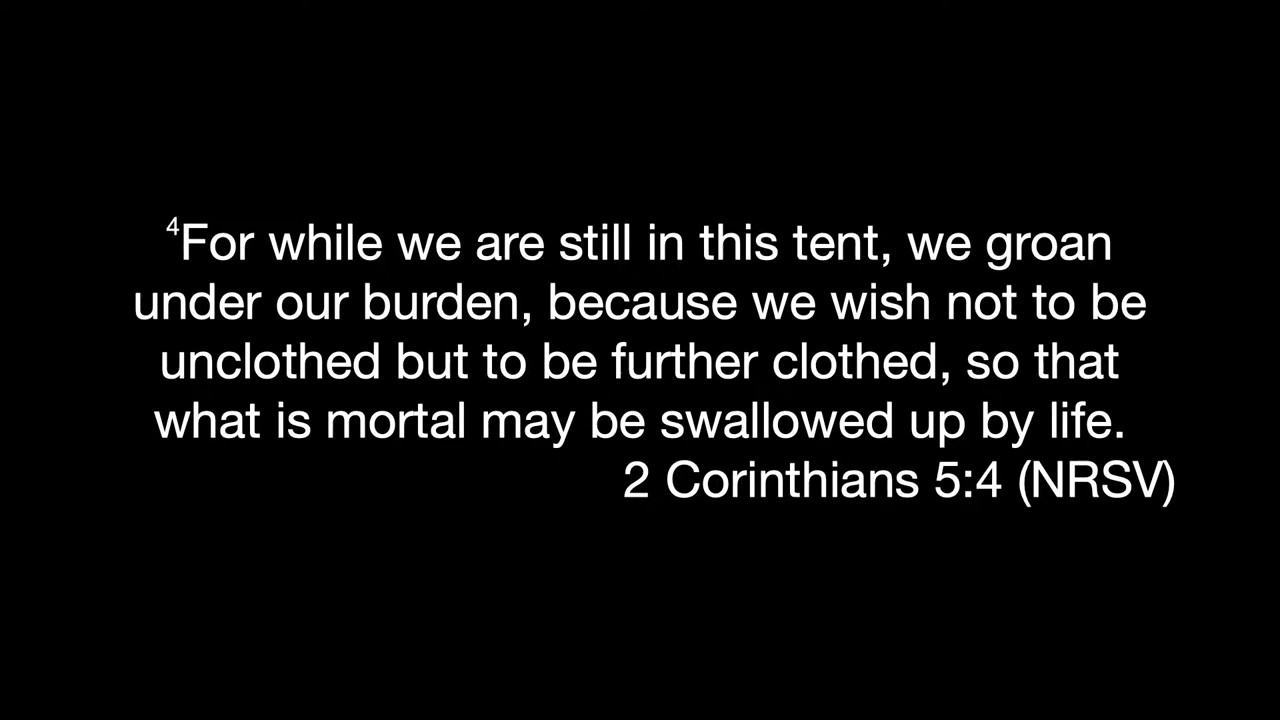 ⁴For while we are still in this tent, we groan
under our burden, because we wish not to be
unclothed but to be further clothed, so that
what is mortal may be swallowed up by life.
2 Corinthians 5:4 (NRSV)